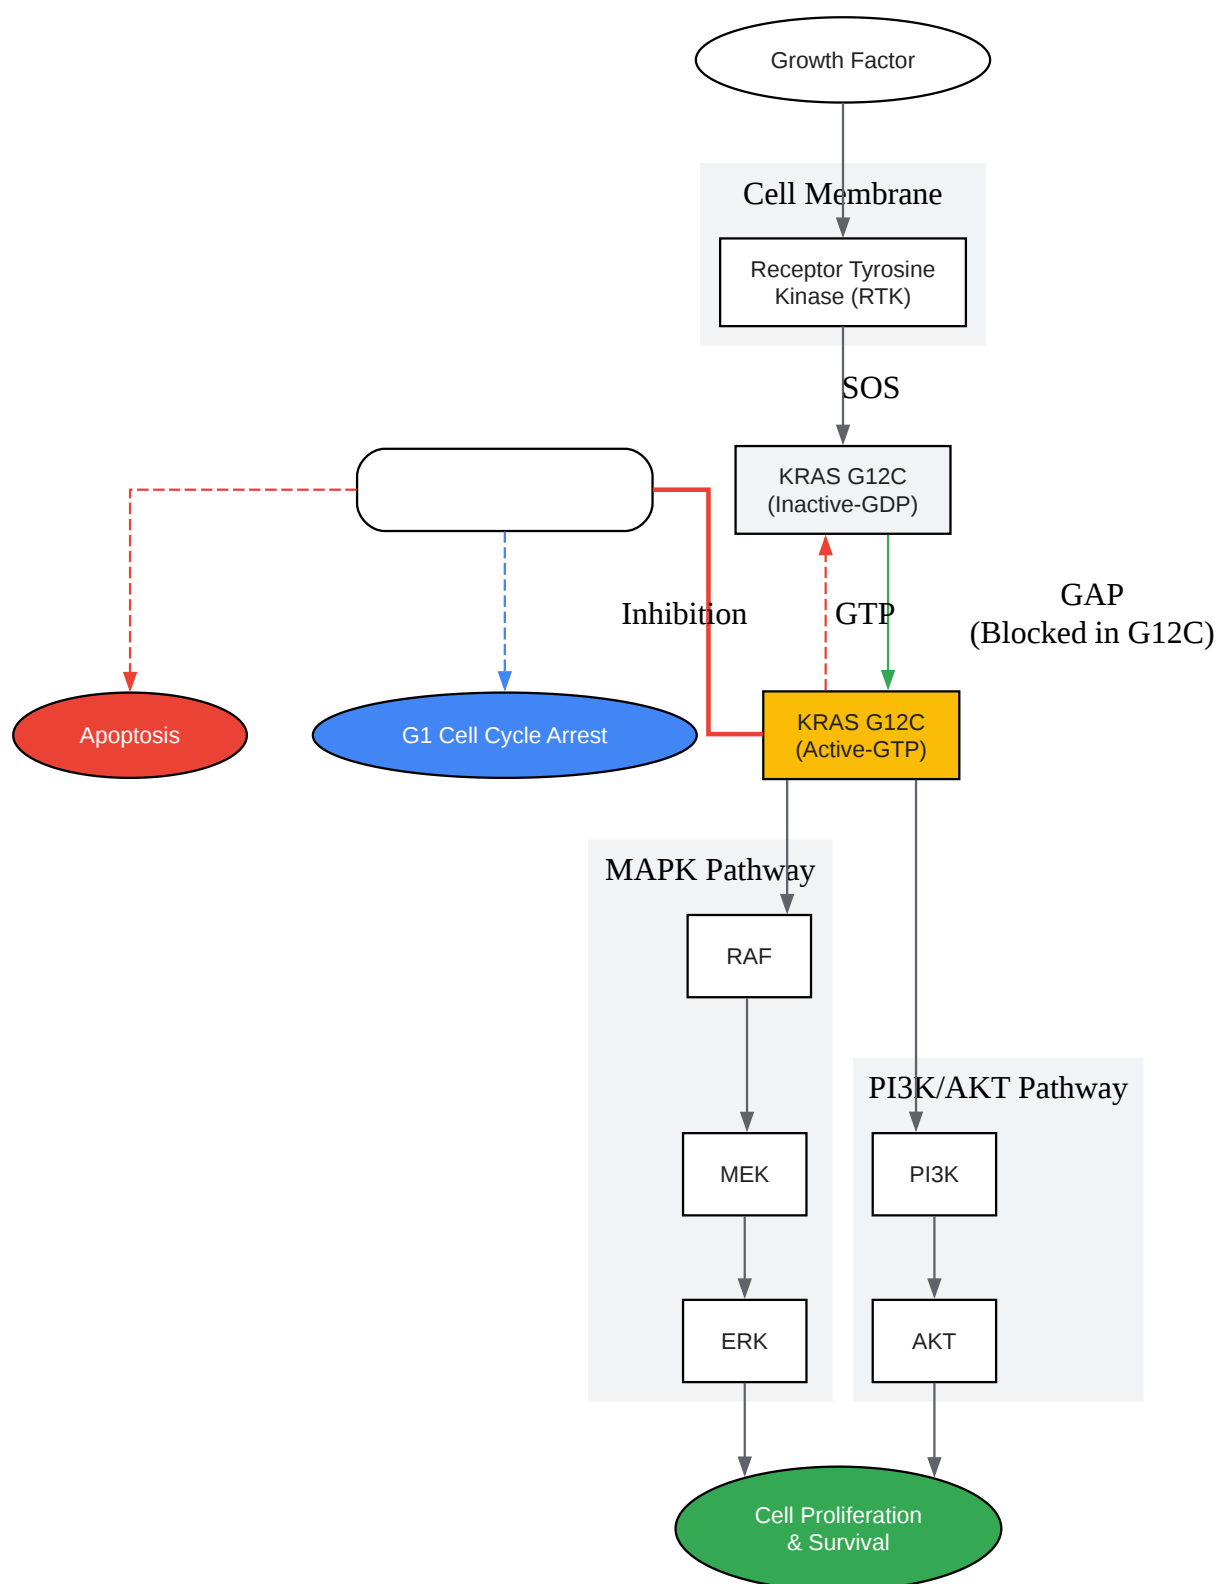 Growth Factor
Cell Membrane
Receptor Tyrosine
Kinase (RTK)
SOS
KRAS G12C
(Inactive-GDP)
Inhibition
GTP
GAP
(Blocked in G12C)
Apoptosis
G1 Cell Cycle Arrest
KRAS G12C
(Active-GTP)
MAPK Pathway
RAF
PI3K/AKT Pathway
MEK
PI3K
ERK
AKT
Cell Proliferation
& Survival